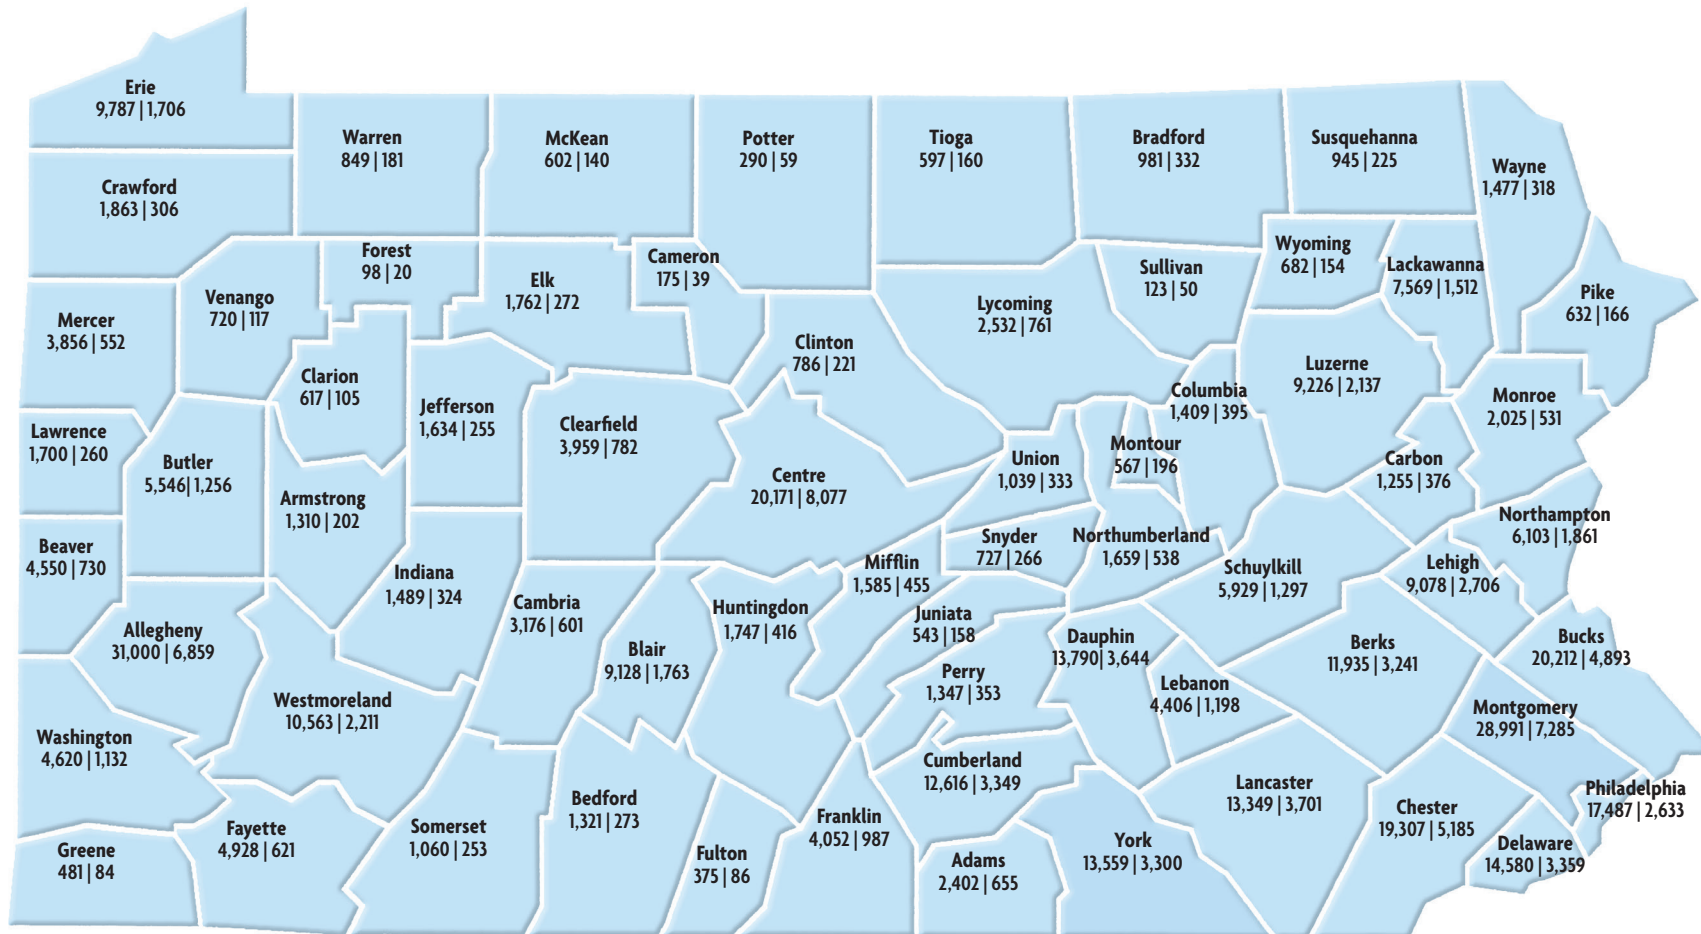 Erie
9,787 | 1,706
Warren
849 | 181
McKean
602 | 140
Potter
290 | 59
Tioga
597 | 160
Bradford
981 | 332
Susquehanna
945 | 225
Wayne
1,477 | 318
Crawford
1,863 | 306
Forest
98 | 20
Elk
1,762 | 272
Cameron
175 | 39
Sullivan
123 | 50
Wyoming
682 | 154
Lackawanna
7,569 | 1,512
Pike
632 | 166
Mercer
3,856 | 552
Venango
720 | 117
Clarion
617 | 105
Clinton
786 | 221
Lycoming
2,532 | 761
Columbia
1,409 | 395
Luzerne
9,226 | 2,137
Monroe
2,025 | 531
Lawrence
1,700 | 260
Butler
5,546 | 1,256
Jefferson
1,634 | 255
Clearfield
3,959 | 782
Centre
20,171 | 8,077
Union
1,039 | 333
Montour
567 | 196
Carbon
1,255 | 376
Armstrong
1,310 | 202
Northampton
6,103 | 1,861
Beaver
4,550 | 730
Indiana
1,489 | 324
Mifflin
1,585 | 455
Snyder
727 | 266
Northumberland
1,659 | 538
Schuylkill
5,929 | 1,297
Lehigh
9,078 | 2,706
Allegheny
31,000 | 6,859
Cambria
3,176 | 601
Blair
9,128 | 1,763
Huntingdon
1,747 | 416
Juniata
543 | 158
Dauphin
13,790 | 3,644
Berks
11,935 | 3,241
Bucks
20,212 | 4,893
Westmoreland
10,563 | 2,211
Perry
1,347 | 353
Lebanon
4,406 | 1,198
Montgomery
28,991 | 7,285
Washington
4,620 | 1,132
Cumberland
12,616 | 3,349
Lancaster
13,349 | 3,701
Philadelphia
17,487 | 2,633
Greene
481 | 84
Fayette
4,928 | 621
Somerset
1,060 | 253
Bedford
1,321 | 273
Fulton
375 | 86
Franklin
4,052 | 987
Adams
2,402 | 655
York
13,559 | 3,300
Chester
19,307 | 5,185
Delaware
14,580 | 3,359